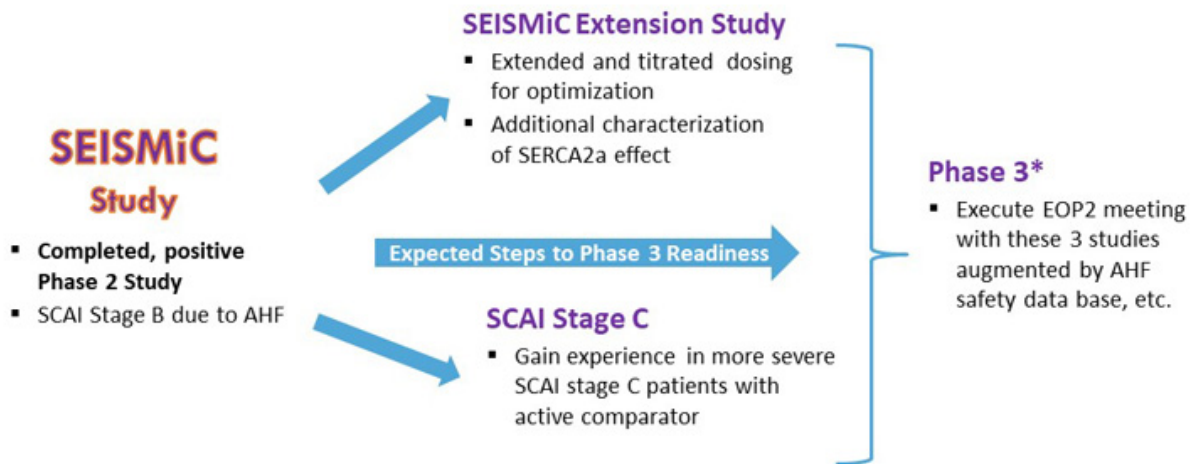 SEISMiC
Study
▪ Completed, positive
Phase 2 Study
▪ SCAI Stage B due to AHF
SEISMiC Extension Study
▪ Extended and titrated dosing
for optimization
▪ Additional characterization
of SERCA2a effect
Expected Steps to Phase 3 Readiness
SCAI Stage C
▪ Gain experience in more severe
SCAI stage C patients with
active comparator
Phase 3*
▪ Execute EOP2 meeting
with these 3 studies
augmented by AHF
safety data base, etc.